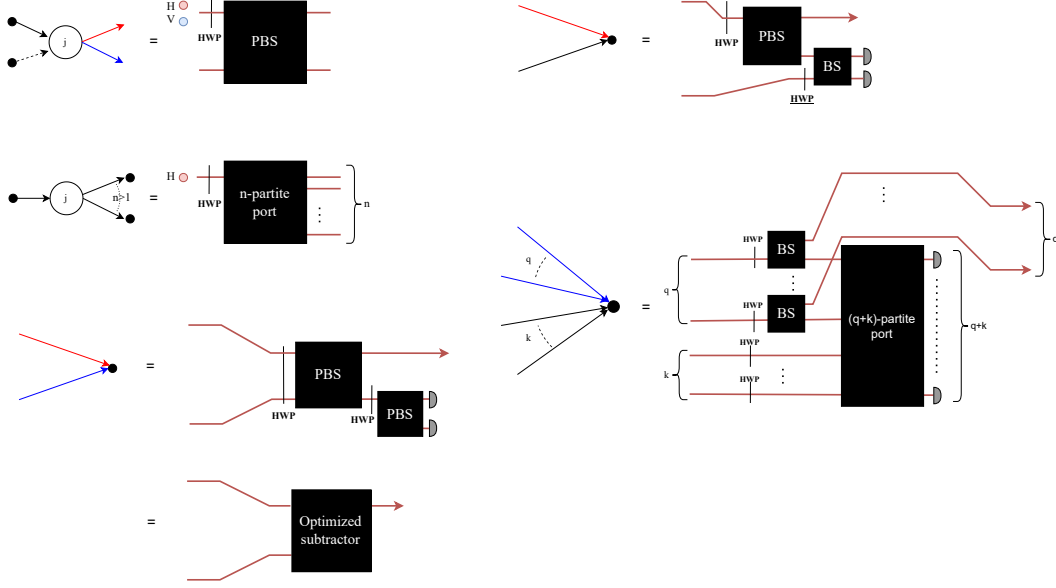 j
=
H
V
HWP
PBS
=
HWP
PBS
BS
HWP
j
n>1
=
H
HWP
n-partite
port
⋮
n
q
k
=
q
k
HWP
BS
⋮
HWP
BS
HWP
⋮
HWP
(q+k)-partite
port
⋮
q+k
=
HWP
PBS
HWP
PBS
=
Optimized
subtractor